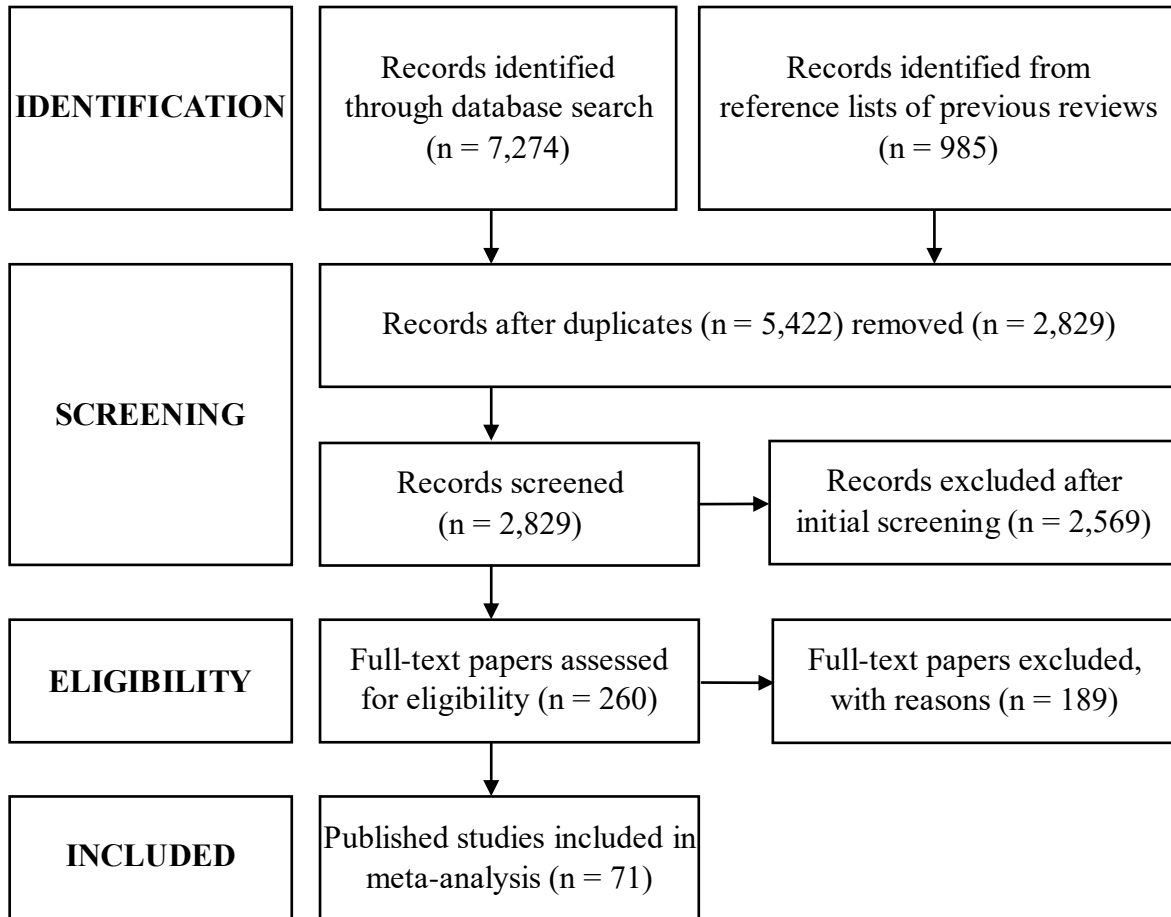 IDENTIFICATION
Records identified
through database search
(n = 7,274)
Records identified from
reference lists of previous reviews
(n = 985)
SCREENING
Records after duplicates (n = 5,422) removed (n = 2,829)
Records screened
(n = 2,829)
Records excluded after
initial screening (n = 2,569)
ELIGIBILITY
Full-text papers assessed
for eligibility (n = 260)
Full-text papers excluded,
with reasons (n = 189)
INCLUDED
Published studies included in
meta-analysis (n = 71)